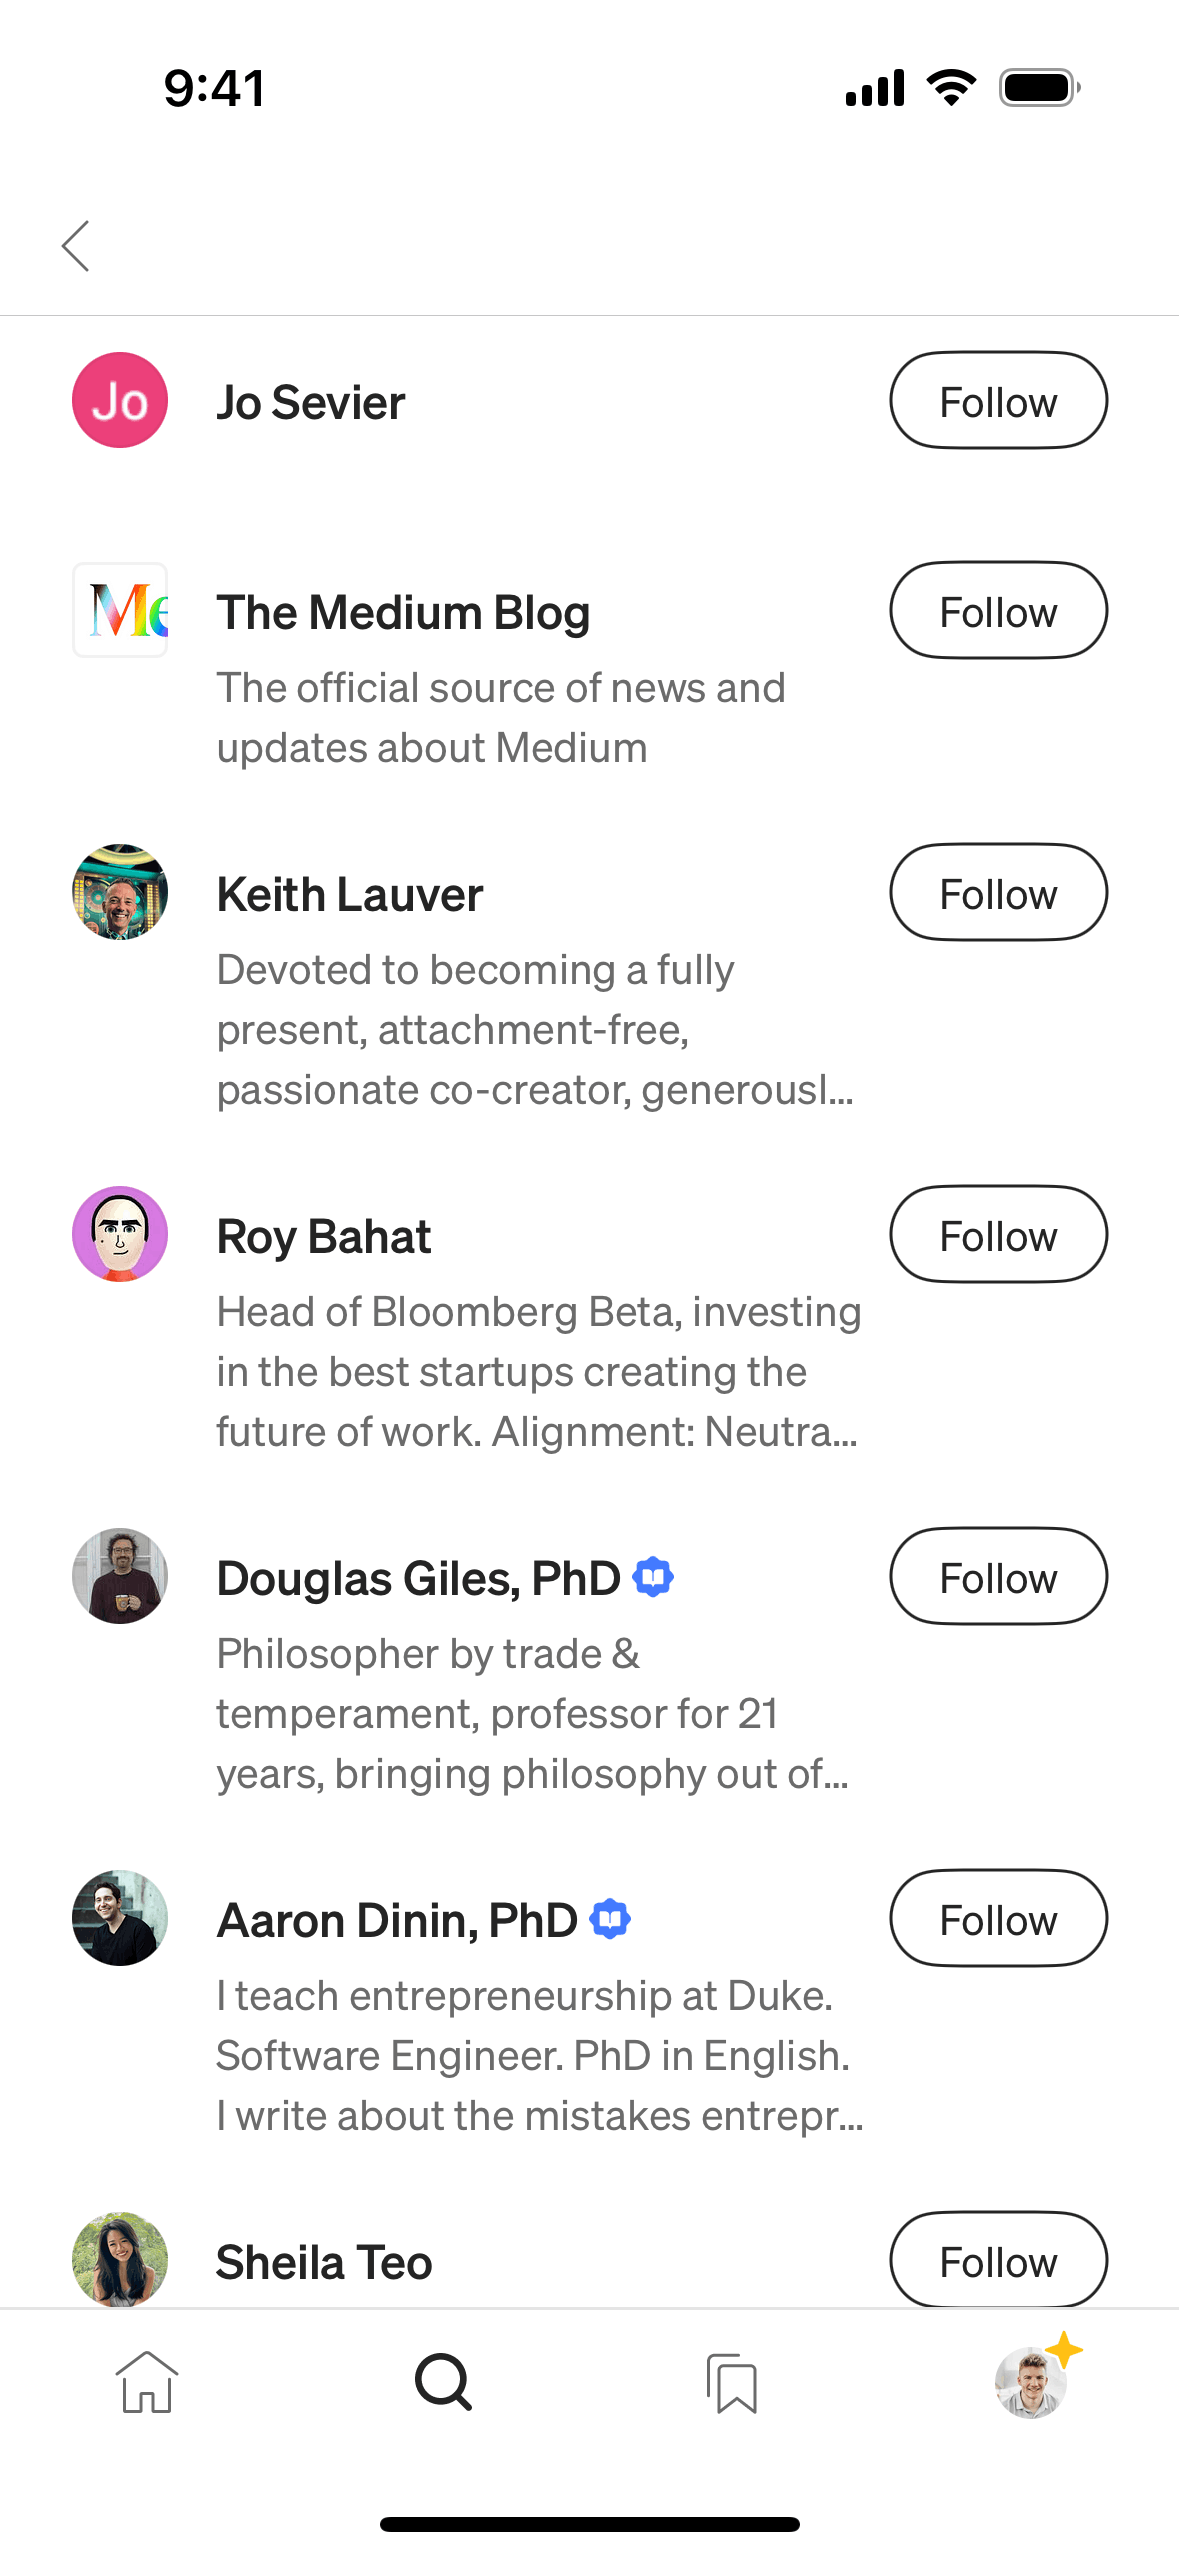 9:41
Jo
Jo Sevier
Follow
Me
The Medium Blog
Follow
The official source of news and
updates about Medium
Keith Lauver
Follow
Devoted to becoming a fully
present, attachment-free,
passionate co-creator, generousl...
Roy Bahat
Follow
Head of Bloomberg Beta, investing
in the best startups creating the
future of work. Alignment: Neutra...
Douglas Giles, PhD
Follow
Philosopher by trade &
temperament, professor for 21
years, bringing philosophy out of...
Aaron Dinin, PhD
Follow
I teach entrepreneurship at Duke.
Software Engineer. PhD in English.
I write about the mistakes entrepr...
Sheila Teo
Follow